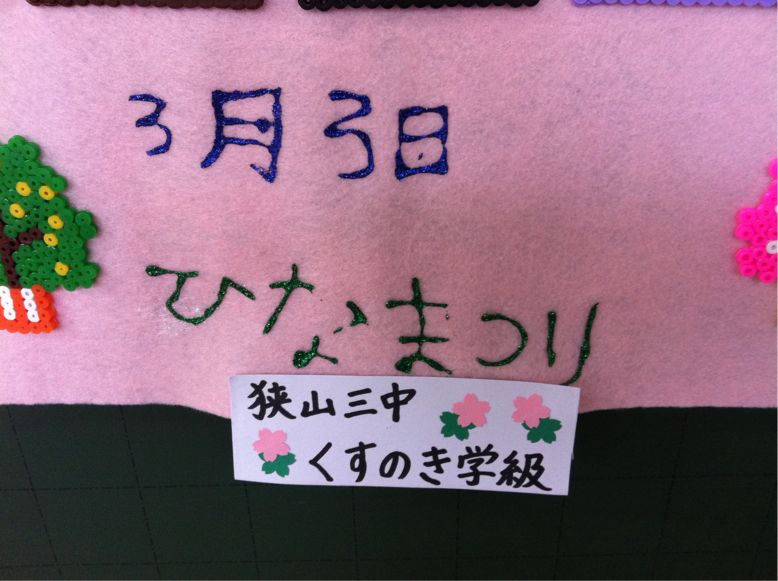 3月3日
ひなまつり
狭山三中
くすのき学級